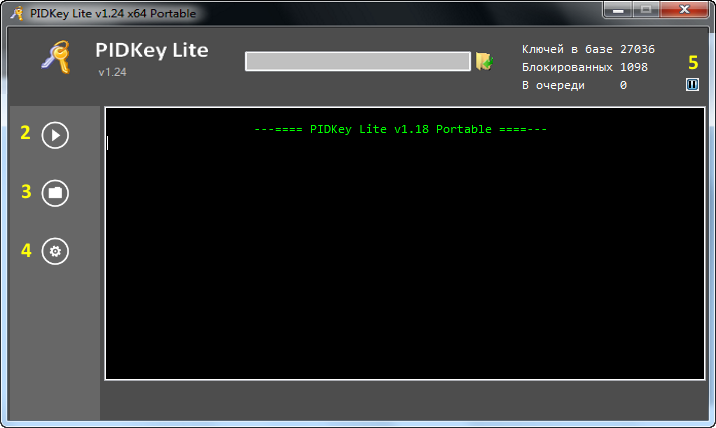 PIDKey Lite v1.24 x64 Portable
PIDKey Lite
v1.24
Ключей в базе 27036
Блокированных 1098
В очереди 0
5
2
3
4
---==== PIDKey Lite v1.18 Portable ====---